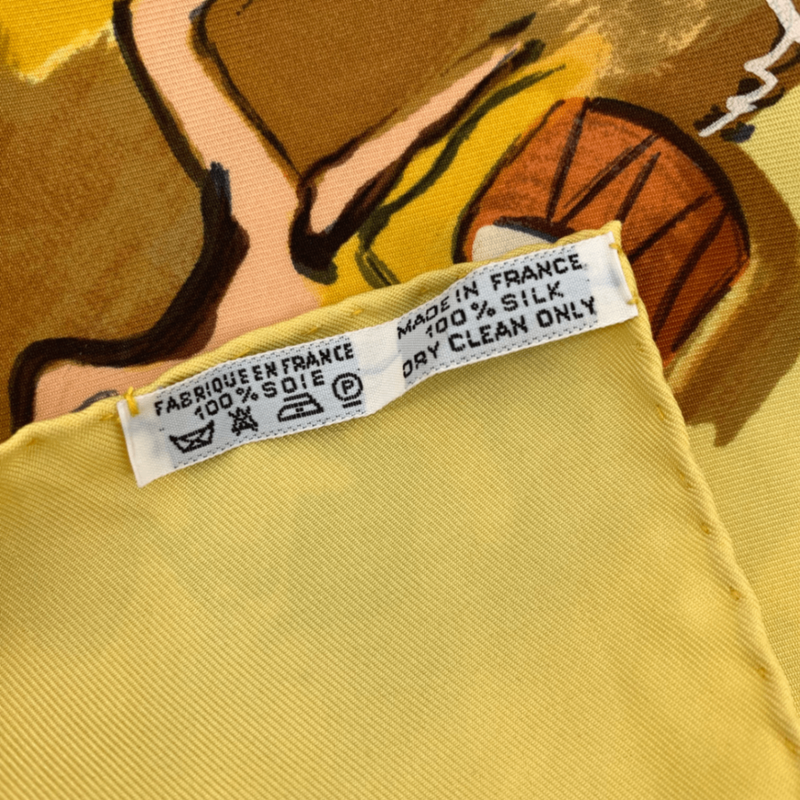 FABRIQUE EN FRANCE
100% SOIE
P
MADE IN FRANCE
100% SILK
DRY CLEAN ONLY